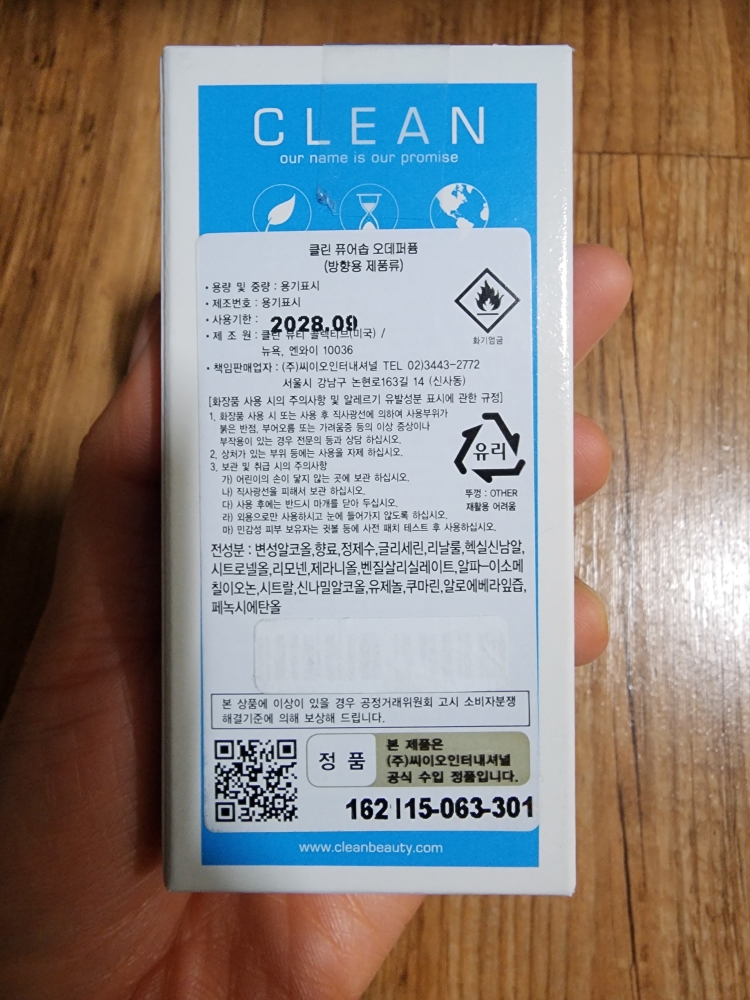 CLEAN
our name is our promise
클린 퓨어솝 오데퍼퓸
(방향용 제품류)
• 용량 및 중량 : 용기표시
• 제조번호 : 용기표시
• 사용기한 : 2028.09
• 제 조 원 : 클린 뷰티 콜렉티브(미국) /
뉴욕, 엔와이 10036
화기엄금
• 책임판매업자 : (주)씨이오인터내셔널 TEL 02)3443-2772
서울시 강남구 논현로163길 14 (신사동)
[화장품 사용 시의 주의사항 및 알레르기 유발성분 표시에 관한 규정]
1. 화장품 사용 시 또는 사용 후 직사광선에 의하여 사용부위가
붉은 반점, 부어오름 또는 가려움증 등의 이상 증상이나
부작용이 있는 경우 전문의 등과 상담 하십시오.
2. 상처가 있는 부위 등에는 사용을 자제 하십시오.
3. 보관 및 취급 시의 주의사항
가) 어린이의 손이 닿지 않는 곳에 보관 하십시오.
나) 직사광선을 피해서 보관 하십시오.
다) 사용 후에는 반드시 마개를 닫아 두십시오.
라) 외용으로만 사용하시고 눈에 들어가지 않도록 하십시오.
마) 민감성 피부 보유자는 귓볼 등에 사전 패치 테스트 후 사용하십시오.
유리
뚜껑 : OTHER
재활용 어려움
전성분 : 변성알코올,향료,정제수,글리세린,리날룰,헥실신남알,
시트로넬올,리모넨,제라니올,벤질살리실레이트,알파-이소메
칠이오논,시트랄,신나밀알코올,유제놀,쿠마린,알로에베라잎즙,
페녹시에탄올
본 상품에 이상이 있을 경우 공정거래위원회 고시 소비자분쟁
해결기준에 의해 보상해 드립니다.
정 품
본 제품은
(주)씨이오인터내셔널
공식 수입 정품입니다.
162|15-063-301
www.cleanbeauty.com